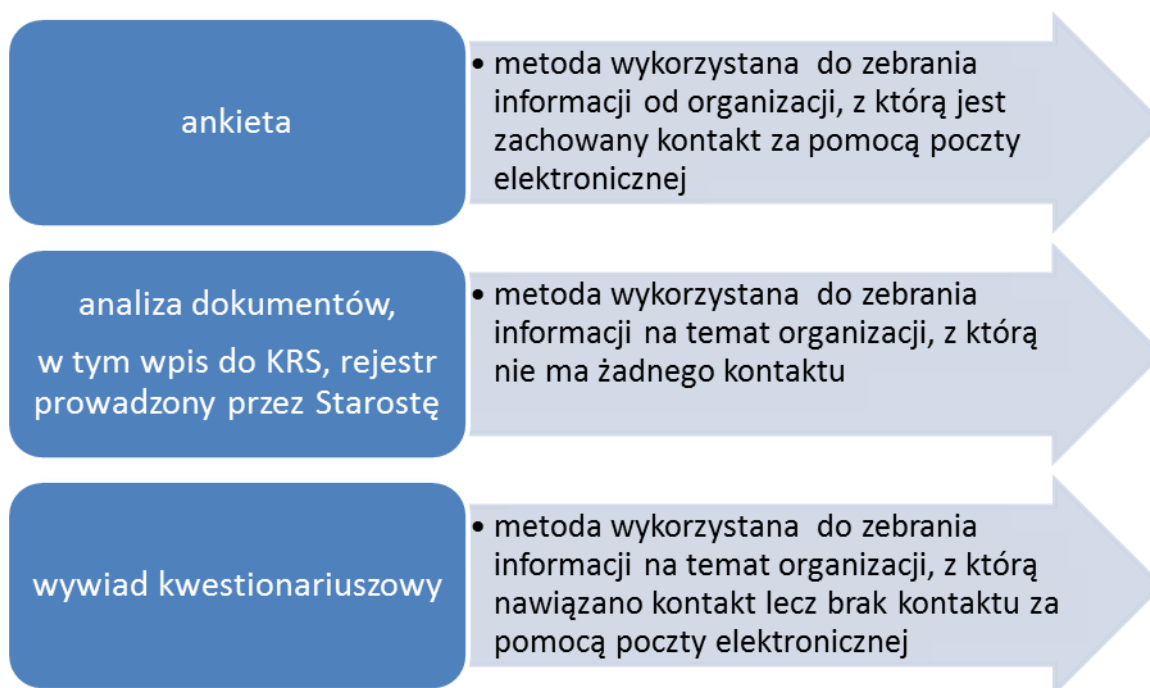 ankieta
• metoda wykorzystana  do zebrania
informacji od organizacji, z którą jest
zachowany kontakt za pomocą poczty
elektronicznej
analiza dokumentów,
w tym wpis do KRS, rejestr
prowadzony przez Starostę
• metoda wykorzystana  do zebrania
informacji na temat organizacji, z którą
nie ma żadnego kontaktu
wywiad kwestionariuszowy
• metoda wykorzystana  do zebrania
informacji na temat organizacji, z którą
nawiązano kontakt lecz brak kontaktu za
pomocą poczty elektronicznej